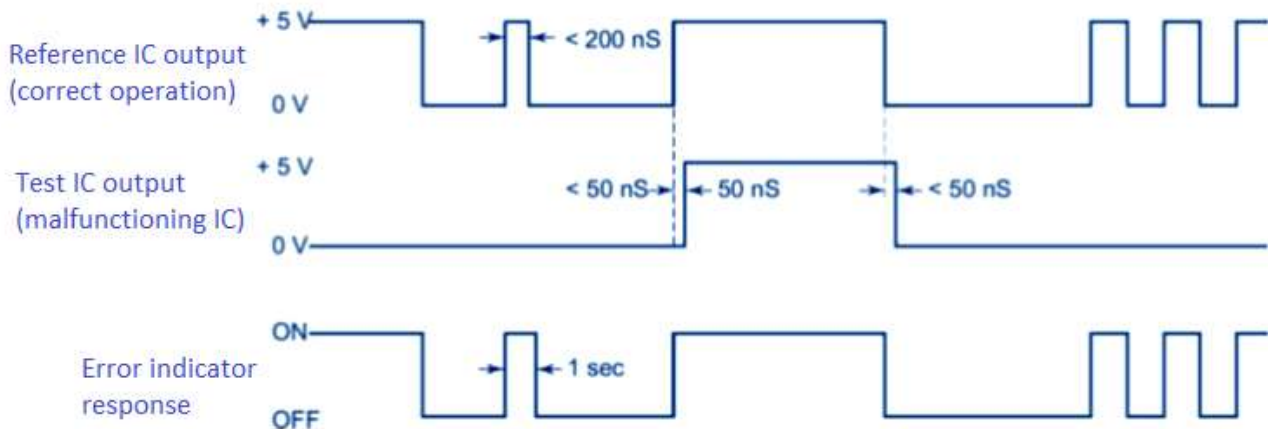 + 5 V
Reference IC output
(correct operation)
< 200 nS
0 V
+ 5 V
Test IC output
(malfunctioning IC)
< 50 nS
50 nS
< 50 nS
0 V
ON
Error indicator
response
1 sec
OFF